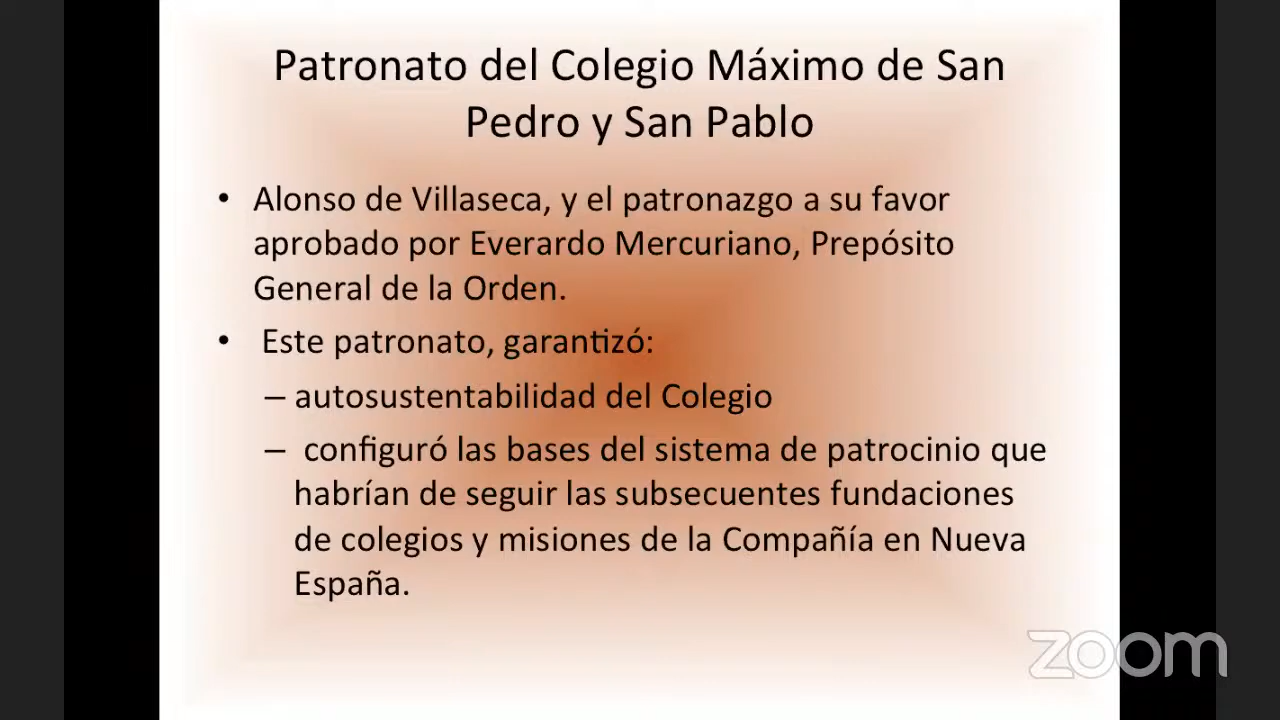 Patronato del Colegio Máximo de San
Pedro y San Pablo
• Alonso de Villaseca, y el patronazgo a su favor
aprobado por Everardo Mercuriano, Prepósito
General de la Orden.
• Este patronato, garantizó:
– autosustentabilidad del Colegio
– configuró las bases del sistema de patrocinio que
habrían de seguir las subsecuentes fundaciones
de colegios y misiones de la Compañía en Nueva
España.
zoom